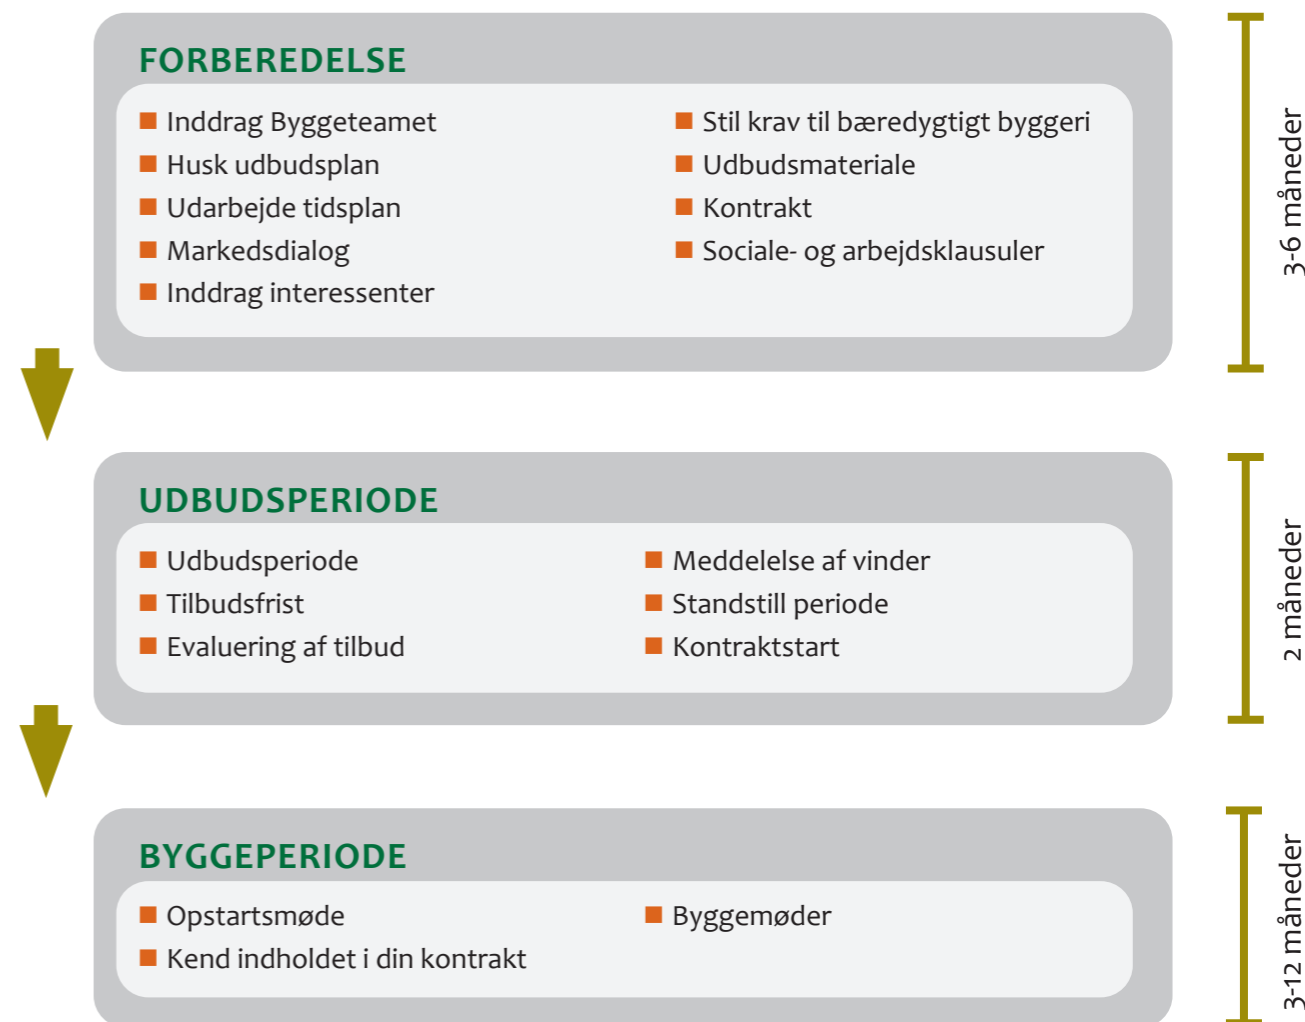 FORBEREDELSE
Inddrag Byggeteamet
Husk udbudsplan
Udarbejde tidsplan
Markedsdialog
Inddrag interessenter
Stil krav til bæredygtigt byggeri
Udbudsmateriale
Kontrakt
Sociale- og arbejdsklausuler
3-6 måneder
UDBUDSPERIODE
Udbudsperiode
Tilbudsfrist
Evaluering af tilbud
Meddelelse af vinder
Standstill periode
Kontraktstart
2 måneder
BYGGEPERIODE
Opstartsmøde
Kend indholdet i din kontrakt
Byggemøder
3-12 måneder